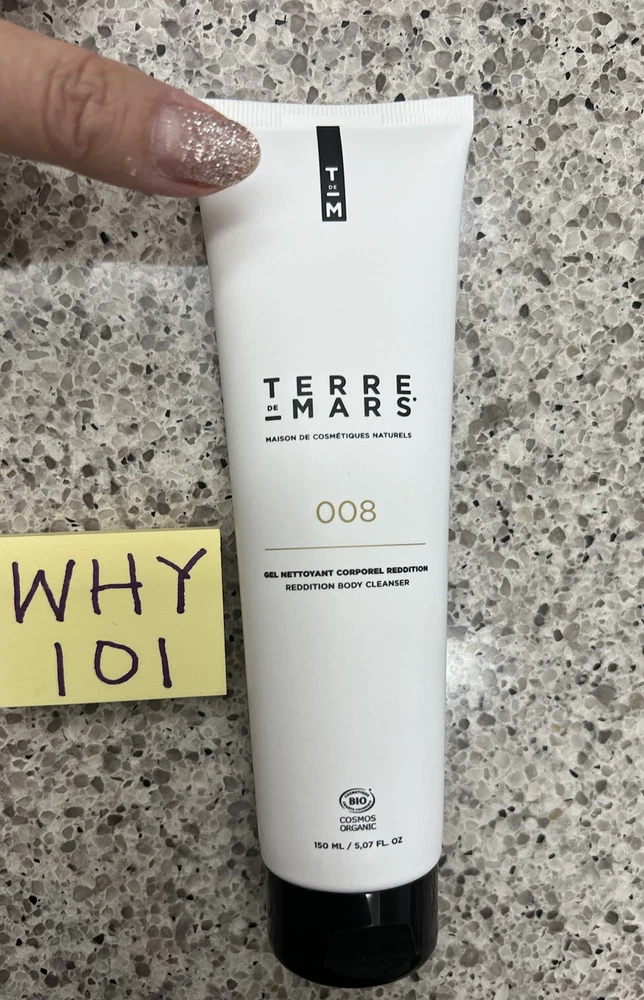 T
DE
M
TERRE
DE MARS
MAISON DE COSMÉTIQUES NATURELS
008
GEL NETTOYANT CORPOREL REDDITION
REDDITION BODY CLEANSER
WHY
101
BIO
COSMOS
ORGANIC
150 ML / 5,07 FL. OZ